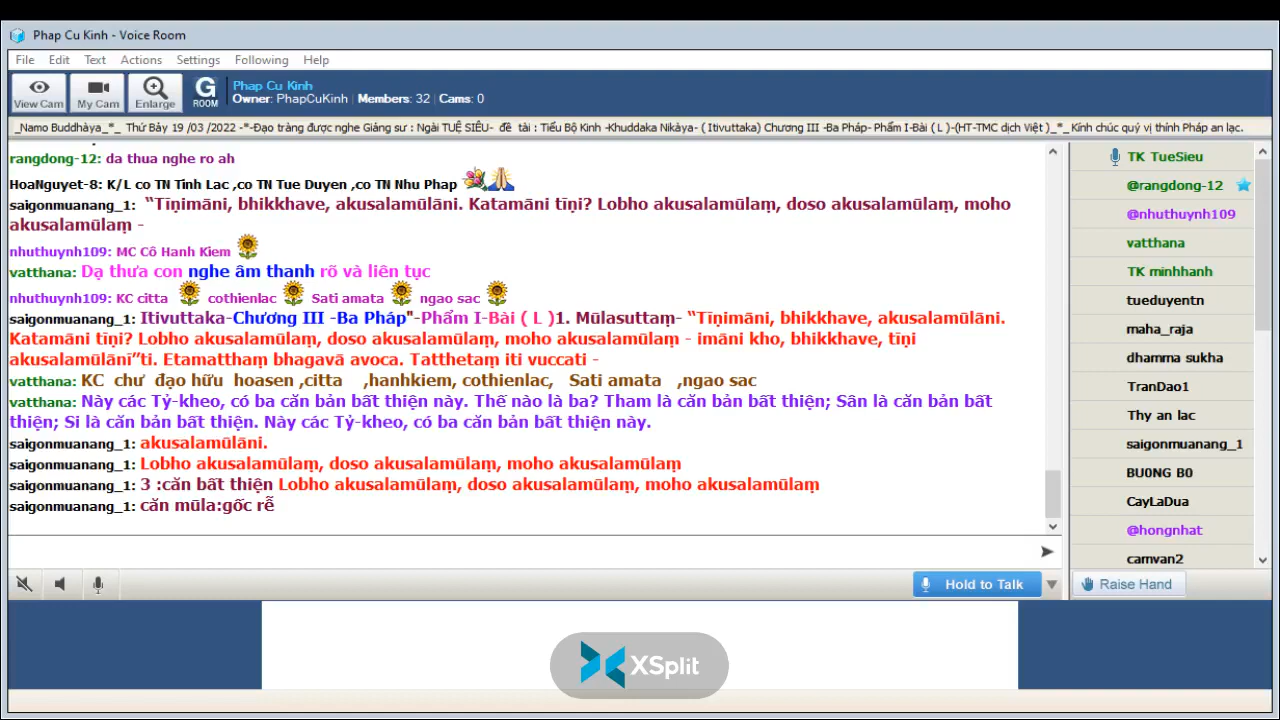 Phap Cu Kinh - Voice Room
File Edit Text Actions Settings Following Help
View Cam
My Cam
Enlarge
G
ROOM
Phap Cu Kinh
Owner: PhapCuKinh | Members: 32 | Cams: 0
_Namo Buddhàya_*_ Thứ Bảy 19 /03 /2022 -*-Đạo tràng được nghe Giảng sư : Ngài TUỆ SIÊU- đề tài : Tiểu Bộ Kinh -Khuddaka Nikàya- ( Itivuttaka) Chương III -Ba Pháp- Phẩm I-Bài ( L )-(HT-TMC dịch Việt )_*_Kính chúc quý vị thính Pháp an lạc.
rangdong-12: da thua nghe ro ah
HoaNguyet-8: K/L co TN Tinh Lac ,co TN Tue Duyen ,co TN Nhu Phap
saigonmuanang_1: “Tīṇimāni, bhikkhave, akusalamūlāni. Katamāni tīṇi? Lobho akusalamūlaṃ, doso akusalamūlaṃ, moho
akusalamūlaṃ -
nhuthuynh109: MC Cô Hanh Kiem
vatthana: Dạ thưa con nghe âm thanh rõ và liên tục
nhuthuynh109: KC citta cothienlac Sati amata ngao sac
saigonmuanang_1: Itivuttaka-Chương III -Ba Pháp"-Phẩm I-Bài ( L )1. Mūlasuttaṃ- “Tīṇimāni, bhikkhave, akusalamūlāni.
Katamāni tīṇi? Lobho akusalamūlaṃ, doso akusalamūlaṃ, moho akusalamūlaṃ - imāni kho, bhikkhave, tīṇi
akusalamūlānī”ti. Etamatthaṃ bhagavā avoca. Tatthetaṃ iti vuccati -
vatthana: KC chư đạo hữu hoasen ,citta ,hanhkiem, cothienlac, Sati amata ,ngao sac
vatthana: Này các Tỷ-kheo, có ba căn bản bất thiện này. Thế nào là ba? Tham là căn bản bất thiện; Sân là căn bản bất
thiện; Si là căn bản bất thiện. Này các Tỷ-kheo, có ba căn bản bất thiện này.
saigonmuanang_1: akusalamūlāni.
saigonmuanang_1: Lobho akusalamūlaṃ, doso akusalamūlaṃ, moho akusalamūlaṃ
saigonmuanang_1: 3 :căn bất thiện Lobho akusalamūlaṃ, doso akusalamūlaṃ, moho akusalamūlaṃ
saigonmuanang_1: căn mūla:gốc rễ
TK TueSieu
@rangdong-12
@nhuthuynh109
vatthana
TK minhhanh
tueduyentn
maha_raja
dhamma sukha
TranDao1
Thy an lac
saigonmuanang_1
BU0NG B0
CayLaDua
@hongnhat
camvan2
Hold to Talk
Raise Hand
XSplit